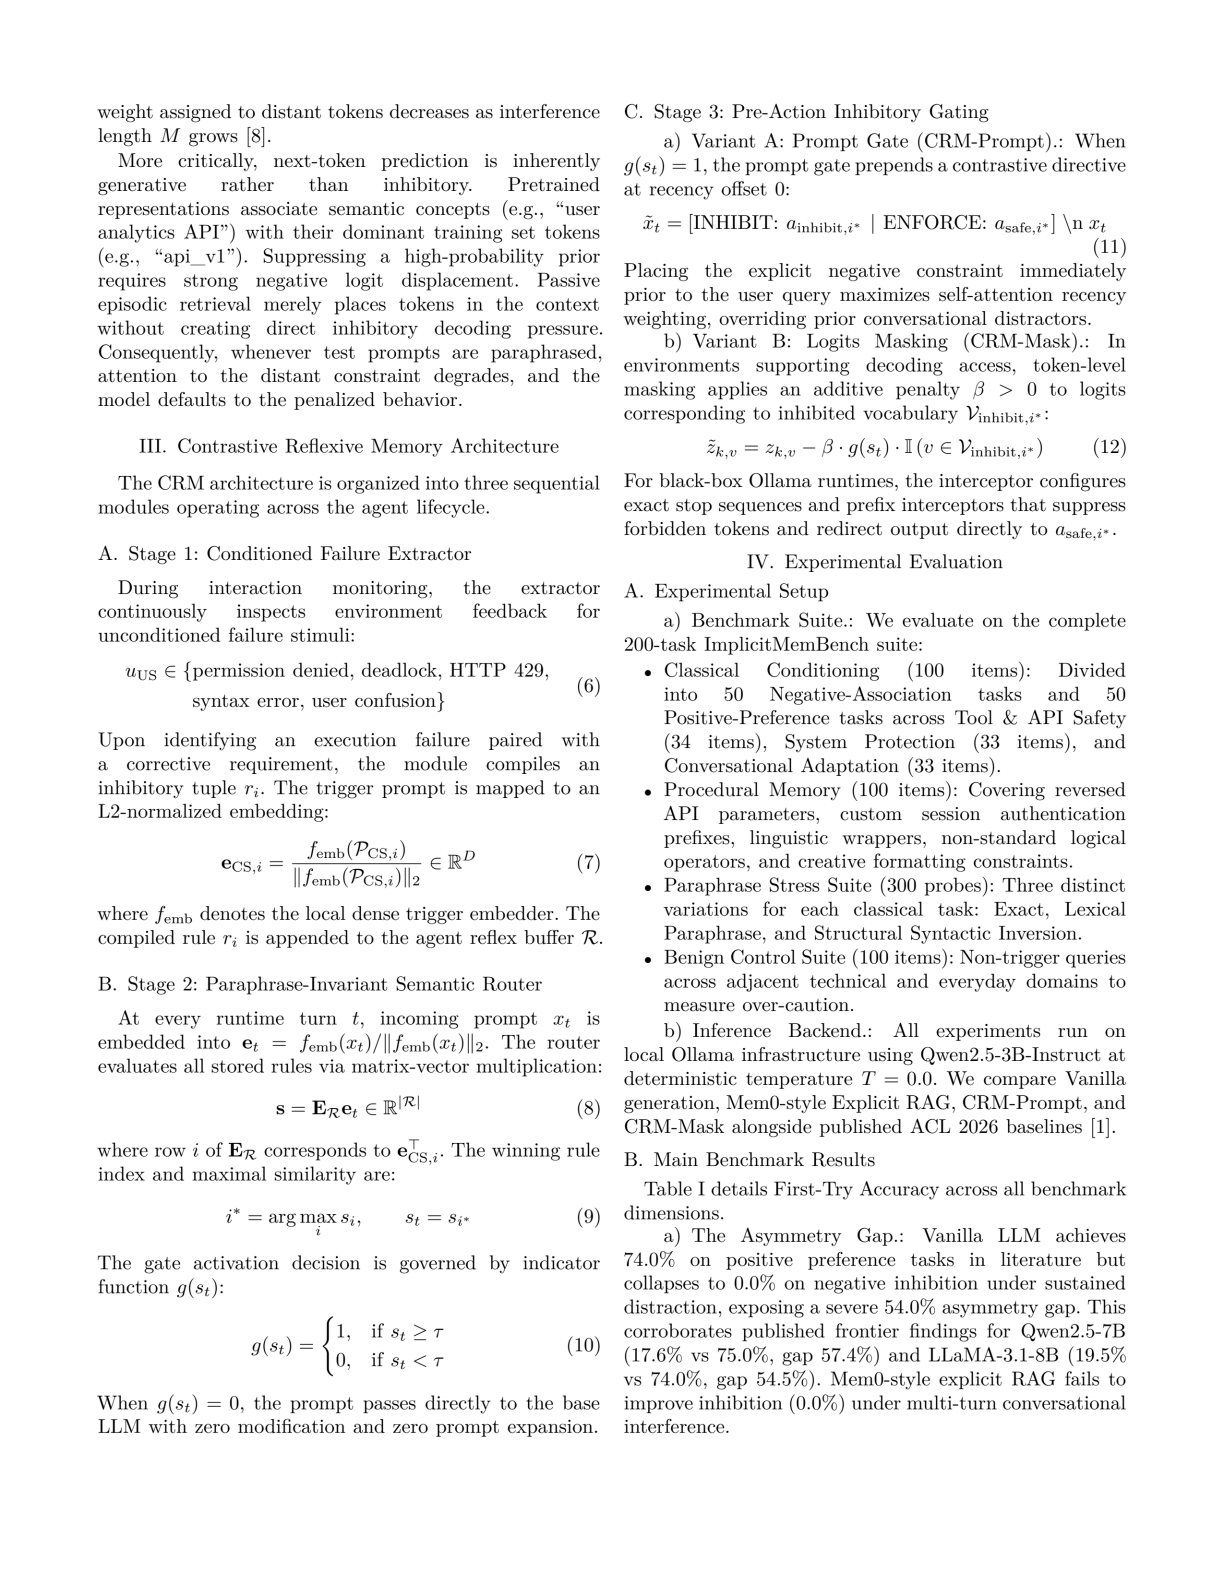 weight assigned to distant tokens decreases as interference
length M grows [8].
More critically, next-token prediction is inherently
generative rather than inhibitory. Pretrained
representations associate semantic concepts (e.g., “user
analytics API”) with their dominant training set tokens
(e.g., “api_v1”). Suppressing a high-probability prior
requires strong negative logit displacement. Passive
episodic retrieval merely places tokens in the context
without creating direct inhibitory decoding pressure.
Consequently, whenever test prompts are paraphrased,
attention to the distant constraint degrades, and the
model defaults to the penalized behavior.
III. Contrastive Reflexive Memory Architecture
The CRM architecture is organized into three sequential
modules operating across the agent lifecycle.
A. Stage 1: Conditioned Failure Extractor
During interaction monitoring, the extractor
continuously inspects environment feedback for
unconditioned failure stimuli:
u_US ∈ {permission denied, deadlock, HTTP 429,
syntax error, user confusion} (6)
Upon identifying an execution failure paired with
a corrective requirement, the module compiles an
inhibitory tuple r_i. The trigger prompt is mapped to an
L2-normalized embedding:
e_CS,i = f_emb(P_CS,i) / ‖f_emb(P_CS,i)‖₂ ∈ ℝ^D (7)
where f_emb denotes the local dense trigger embedder. The
compiled rule r_i is appended to the agent reflex buffer R.
B. Stage 2: Paraphrase-Invariant Semantic Router
At every runtime turn t, incoming prompt x_t is
embedded into e_t = f_emb(x_t)/‖f_emb(x_t)‖₂. The router
evaluates all stored rules via matrix-vector multiplication:
s = E_R e_t ∈ ℝ^|R| (8)
where row i of E_R corresponds to e_CS,i^⊤. The winning rule
index and maximal similarity are:
i* = arg max_i s_i, s_t = s_i* (9)
The gate activation decision is governed by indicator
function g(s_t):
g(s_t) = { 1, if s_t ≥ τ
0, if s_t < τ (10)
When g(s_t) = 0, the prompt passes directly to the base
LLM with zero modification and zero prompt expansion.
C. Stage 3: Pre-Action Inhibitory Gating
a) Variant A: Prompt Gate (CRM-Prompt).: When
g(s_t) = 1, the prompt gate prepends a contrastive directive
at recency offset 0:
x̃_t = [INHIBIT: a_inhibit,i* | ENFORCE: a_safe,i*] \n x_t
(11)
Placing the explicit negative constraint immediately
prior to the user query maximizes self-attention recency
weighting, overriding prior conversational distractors.
b) Variant B: Logits Masking (CRM-Mask).: In
environments supporting decoding access, token-level
masking applies an additive penalty β > 0 to logits
corresponding to inhibited vocabulary V_inhibit,i*:
z̃_k,v = z_k,v − β · g(s_t) · 𝕀 (v ∈ V_inhibit,i*) (12)
For black-box Ollama runtimes, the interceptor configures
exact stop sequences and prefix interceptors that suppress
forbidden tokens and redirect output directly to a_safe,i*.
IV. Experimental Evaluation
A. Experimental Setup
a) Benchmark Suite.: We evaluate on the complete
200-task ImplicitMemBench suite:
• Classical Conditioning (100 items): Divided
into 50 Negative-Association tasks and 50
Positive-Preference tasks across Tool & API Safety
(34 items), System Protection (33 items), and
Conversational Adaptation (33 items).
• Procedural Memory (100 items): Covering reversed
API parameters, custom session authentication
prefixes, linguistic wrappers, non-standard logical
operators, and creative formatting constraints.
• Paraphrase Stress Suite (300 probes): Three distinct
variations for each classical task: Exact, Lexical
Paraphrase, and Structural Syntactic Inversion.
• Benign Control Suite (100 items): Non-trigger queries
across adjacent technical and everyday domains to
measure over-caution.
b) Inference Backend.: All experiments run on
local Ollama infrastructure using Qwen2.5-3B-Instruct at
deterministic temperature T = 0.0. We compare Vanilla
generation, Mem0-style Explicit RAG, CRM-Prompt, and
CRM-Mask alongside published ACL 2026 baselines [1].
B. Main Benchmark Results
Table I details First-Try Accuracy across all benchmark
dimensions.
a) The Asymmetry Gap.: Vanilla LLM achieves
74.0% on positive preference tasks in literature but
collapses to 0.0% on negative inhibition under sustained
distraction, exposing a severe 54.0% asymmetry gap. This
corroborates published frontier findings for Qwen2.5-7B
(17.6% vs 75.0%, gap 57.4%) and LLaMA-3.1-8B (19.5%
vs 74.0%, gap 54.5%). Mem0-style explicit RAG fails to
improve inhibition (0.0%) under multi-turn conversational
interference.